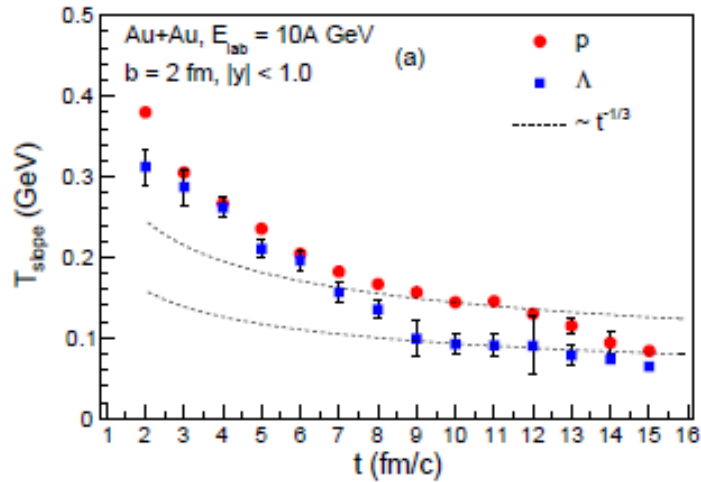 Au+Au, E_lab = 10A GeV
b = 2 fm, |y| < 1.0
(a)
p
Λ
~ t^-1/3
T_slope (GeV)
0.5
0.4
0.3
0.2
0.1
0
1 2 3 4 5 6 7 8 9 10 11 12 13 14 15 16
t (fm/c)